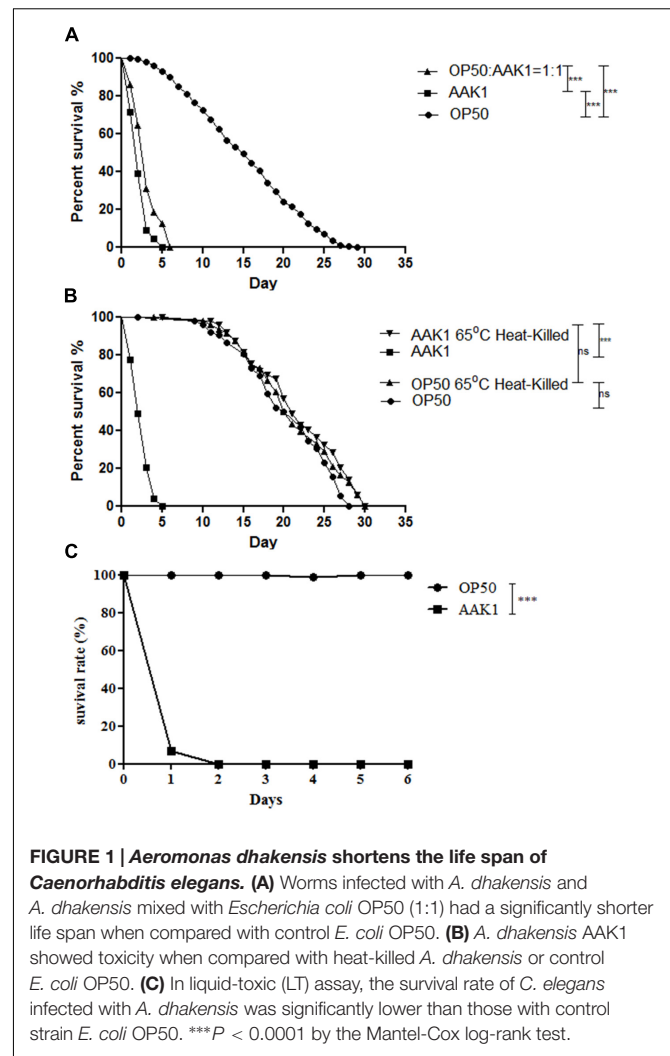 A
Percent survival %
100
80
60
40
20
0
0 5 10 15 20 25 30 35
Day
OP50:AAK1=1:1
AAK1
OP50
***
***
***
B
Percent survival %
100
80
60
40
20
0
0 5 10 15 20 25 30 35
Day
AAK1 65⁰C Heat-Killed
AAK1
OP50 65⁰C Heat-Killed
OP50
***
ns
ns
C
suvival rate (%)
100
80
60
40
20
0
0 1 2 3 4 5 6
Days
OP50
AAK1
***
FIGURE 1 | Aeromonas dhakensis shortens the life span of
Caenorhabditis elegans. (A) Worms infected with A. dhakensis and
A. dhakensis mixed with Escherichia coli OP50 (1:1) had a significantly shorter
life span when compared with control E. coli OP50. (B) A. dhakensis AAK1
showed toxicity when compared with heat-killed A. dhakensis or control
E. coli OP50. (C) In liquid-toxic (LT) assay, the survival rate of C. elegans
infected with A. dhakensis was significantly lower than those with control
strain E. coli OP50. ***P < 0.0001 by the Mantel-Cox log-rank test.